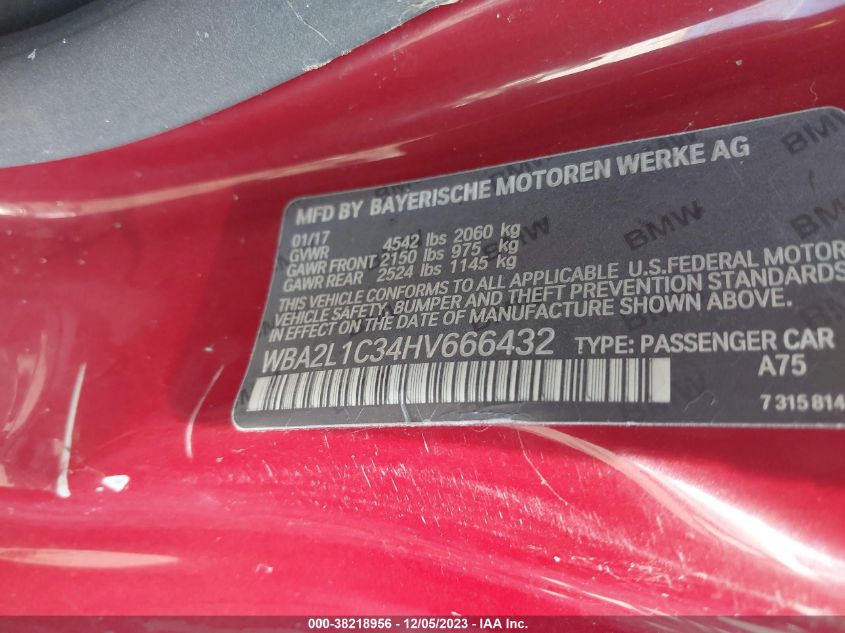 MFD BY BAYERISCHE MOTOREN WERKE AG
01/17
GVWR 4542 lbs 2060 kg
GAWR FRONT 2150 lbs 975 kg
GAWR REAR 2524 lbs 1145 kg
THIS VEHICLE CONFORMS TO ALL APPLICABLE U.S.FEDERAL MOTOR
VEHICLE SAFETY, BUMPER AND THEFT PREVENTION STANDARDS
IN EFFECT ON THE DATE OF MANUFACTURE SHOWN ABOVE.
WBA2L1C34HV666432 TYPE: PASSENGER CAR
A75
7 315 814
BMW
BMW
BMW
000-38218956 - 12/05/2023 - IAA Inc.